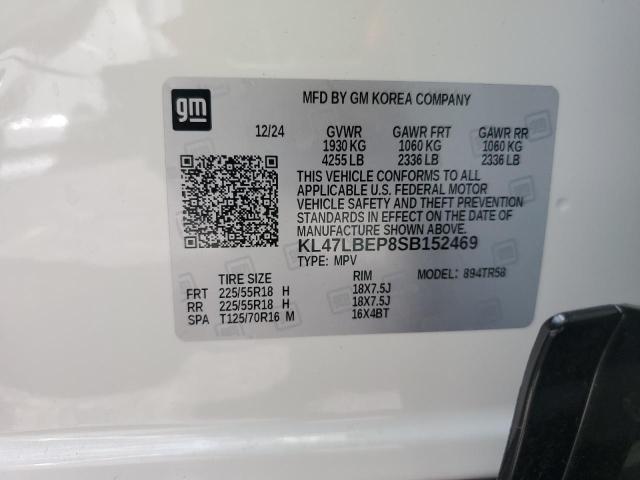 gm
MFD BY GM KOREA COMPANY
12/24 GVWR GAWR FRT GAWR RR
1930 KG 1060 KG 1060 KG
4255 LB 2336 LB 2336 LB
THIS VEHICLE CONFORMS TO ALL
APPLICABLE U.S. FEDERAL MOTOR
VEHICLE SAFETY AND THEFT PREVENTION
STANDARDS IN EFFECT ON THE DATE OF
MANUFACTURE SHOWN ABOVE.
KL47LBEP8SB152469
TYPE: MPV
TIRE SIZE RIM MODEL: 894TR58
FRT 225/55R18 H 18X7.5J
RR 225/55R18 H 18X7.5J
SPA T125/70R16 M 16X4BT